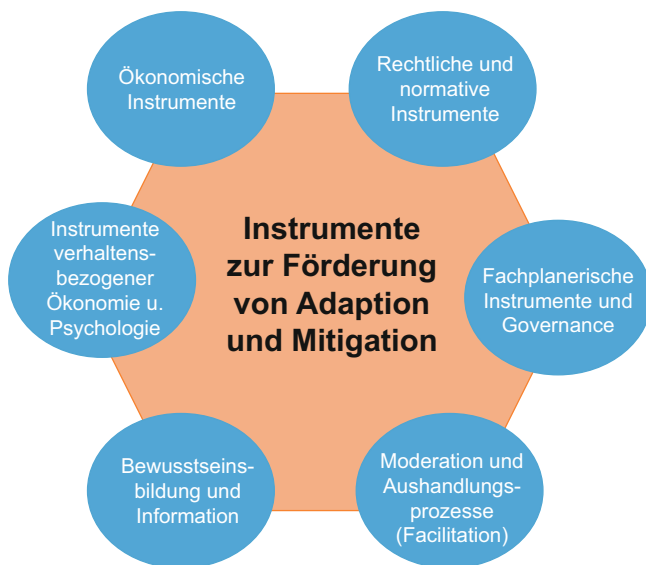 Ökonomische
Instrumente
Rechtliche und
normative
Instrumente
Instrumente
verhaltens-
bezogener
Ökonomie u.
Psychologie
Instrumente
zur Förderung
von Adaption
und Mitigation
Fachplanerische
Instrumente und
Governance
Bewusstseins-
bildung und
Information
Moderation und
Aushandlungs-
prozesse
(Facilitation)